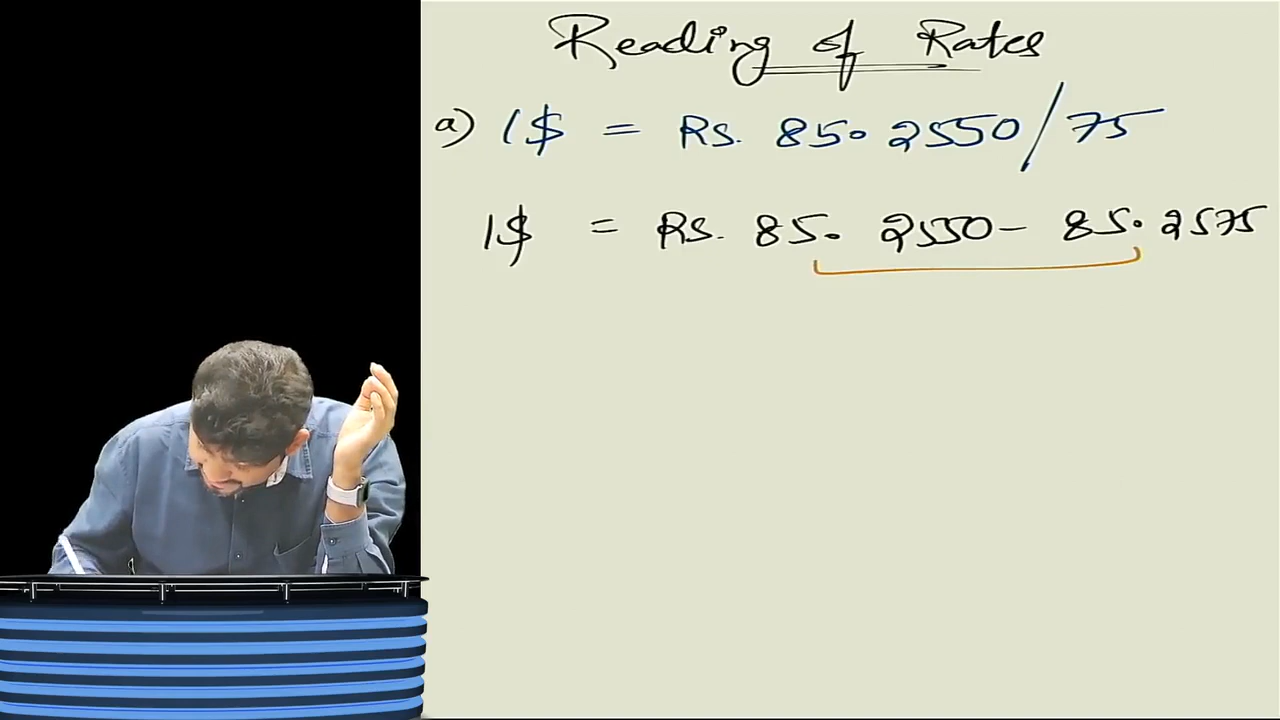 Reading of Rates
a) 1$ = Rs. 85.2550/75
1$ = Rs. 85.2550 - 85.2575